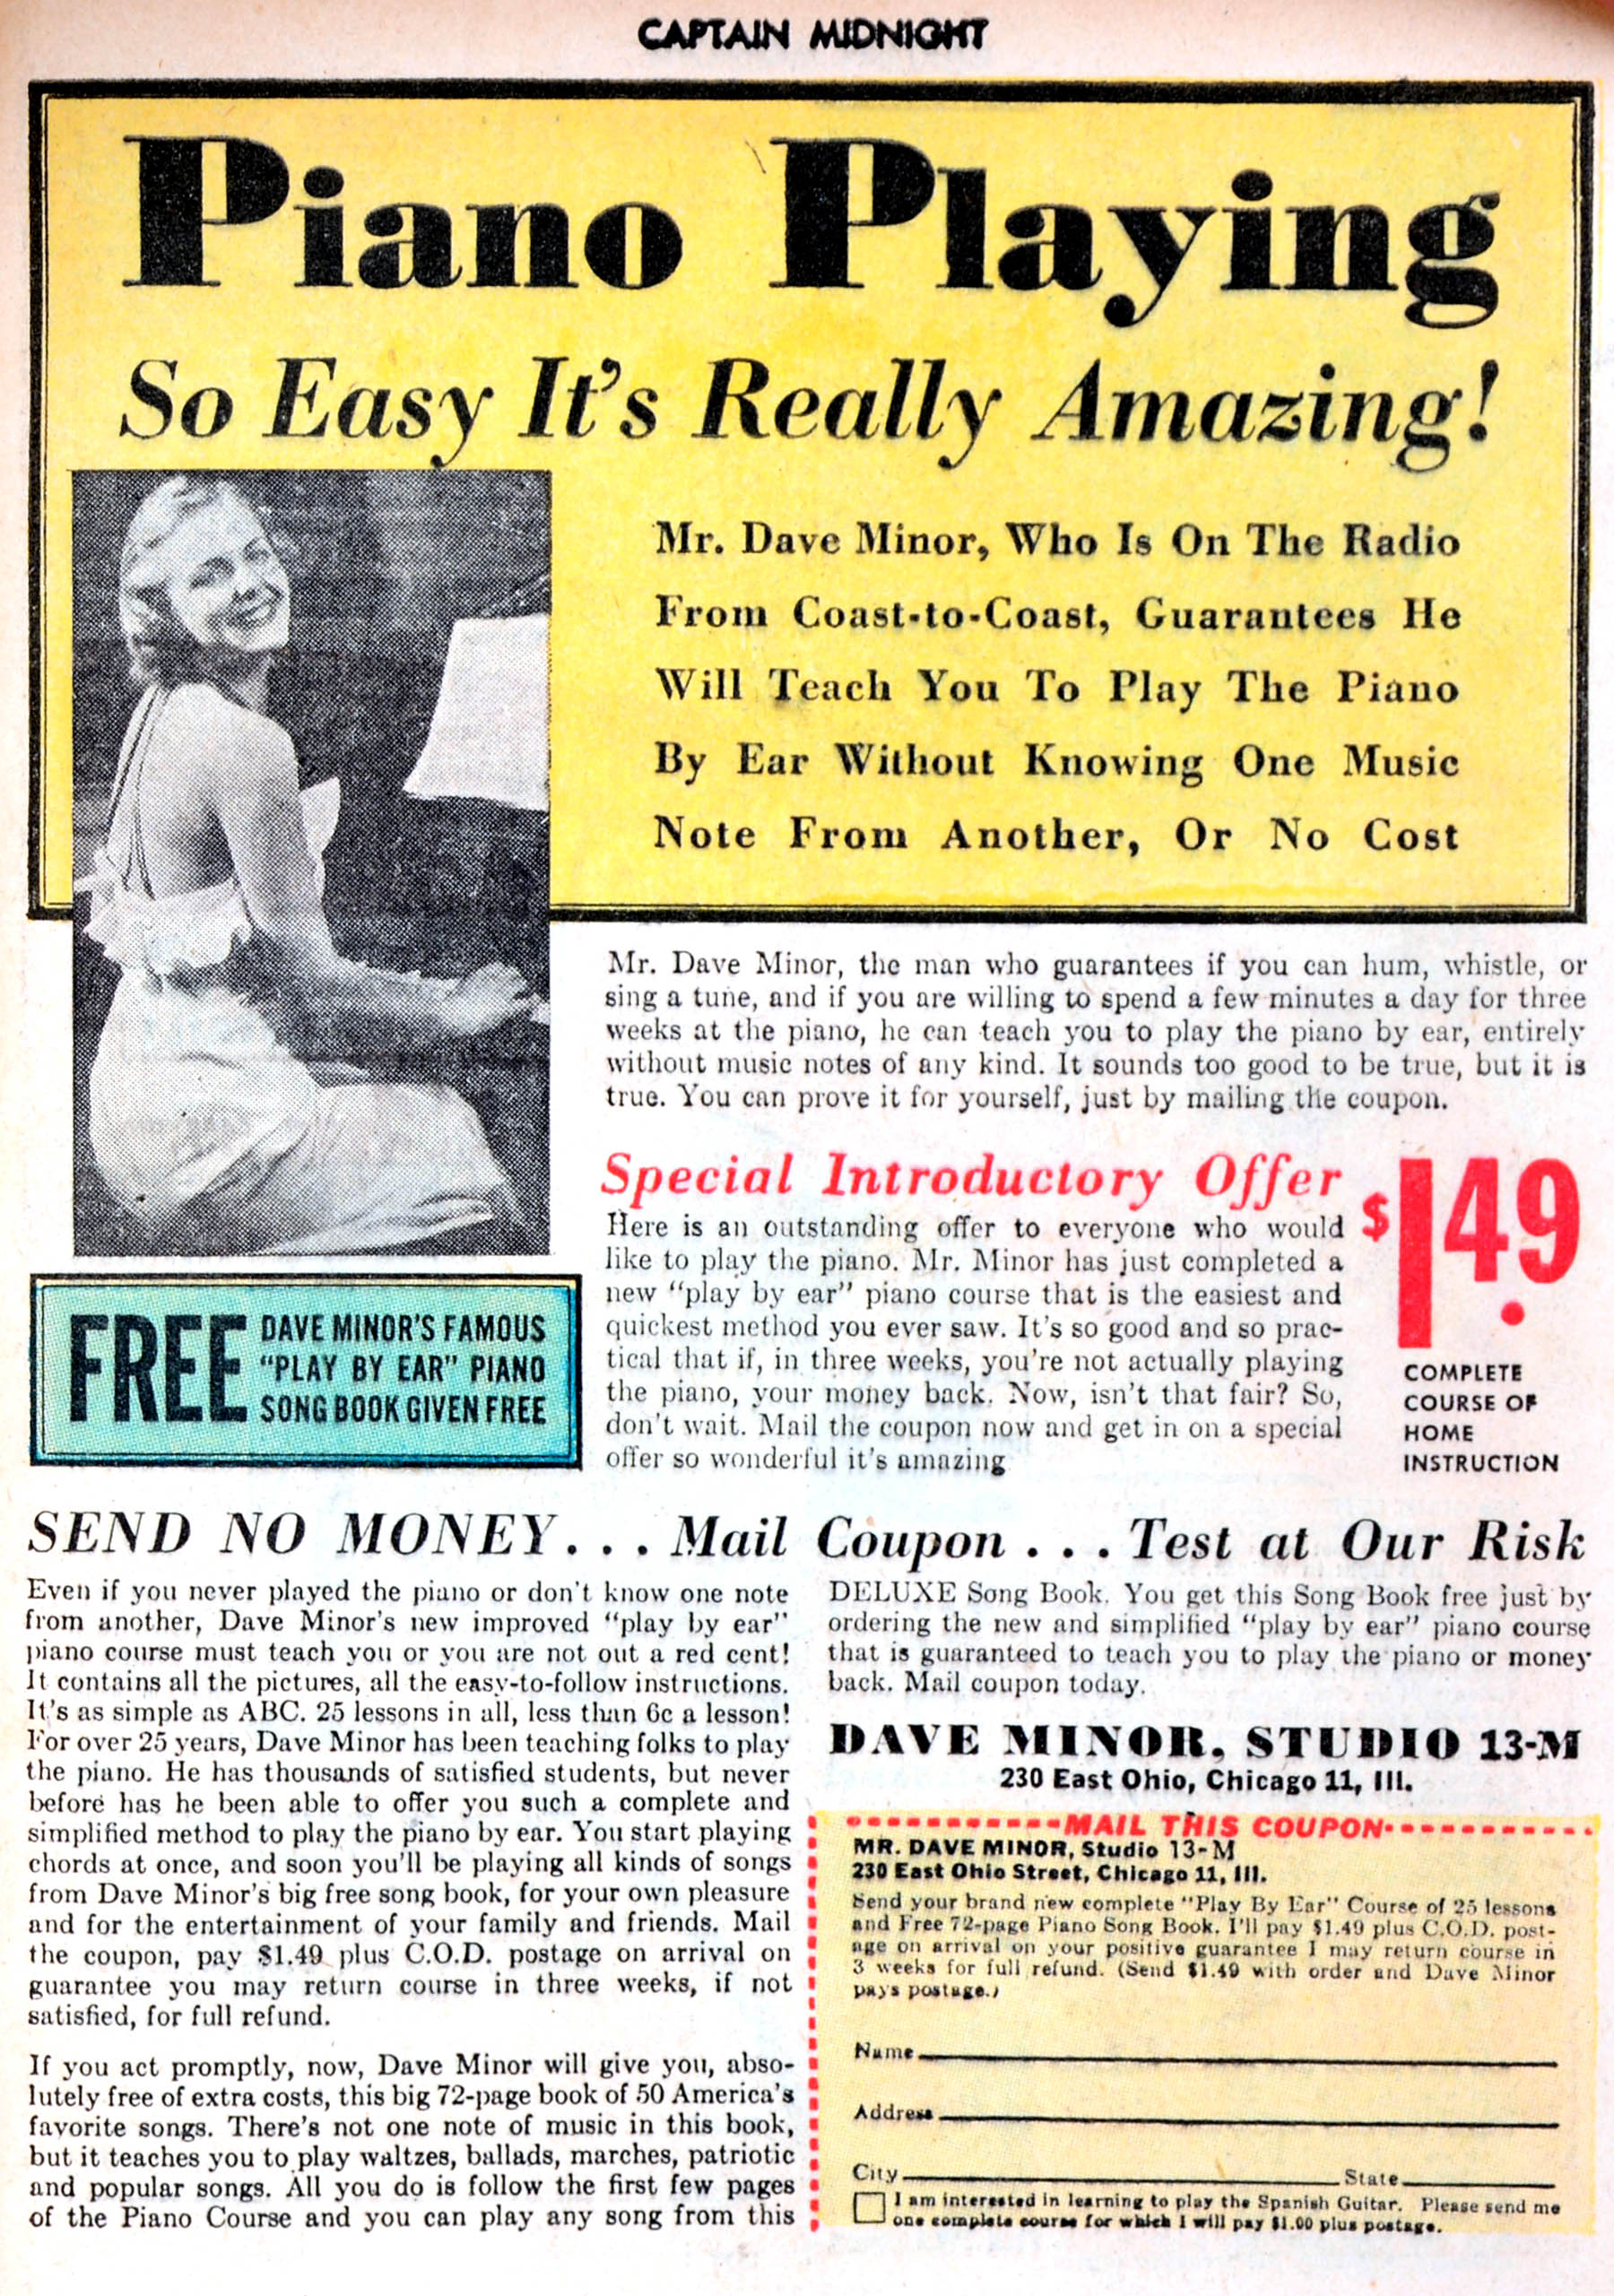 CAPTAIN MIDNIGHT
Piano Playing
So Easy It's Really Amazing!
Mr. Dave Minor, Who Is On The Radio
From Coast-to-Coast, Guarantees He
Will Teach You To Play The Piano
By Ear Without Knowing One Music
Note From Another, Or No Cost
Mr. Dave Minor, the man who guarantees if you can hum, whistle, or
sing a tune, and if you are willing to spend a few minutes a day for three
weeks at the piano, he can teach you to play the piano by ear, entirely
without music notes of any kind. It sounds too good to be true, but it is
true. You can prove it for yourself, just by mailing the coupon.
Special Introductory Offer
Here is an outstanding offer to everyone who would
like to play the piano. Mr. Minor has just completed a
new "play by ear" piano course that is the easiest and
quickest method you ever saw. It's so good and so prac-
tical that if, in three weeks, you're not actually playing
the piano, your money back. Now, isn't that fair? So,
don't wait. Mail the coupon now and get in on a special
offer so wonderful it's amazing
$149
COMPLETE
COURSE OF
HOME
INSTRUCTION
FREE
DAVE MINOR'S FAMOUS
"PLAY BY EAR" PIANO
SONG BOOK GIVEN FREE
SEND NO MONEY... Mail Coupon... Test at Our Risk
Even if you never played the piano or don't know one note
from another, Dave Minor's new improved "play by ear"
piano course must teach you or you are not out a red cent!
It contains all the pictures, all the easy-to-follow instructions.
It's as simple as ABC. 25 lessons in all, less than 6c a lesson!
For over 25 years, Dave Minor has been teaching folks to play
the piano. He has thousands of satisfied students, but never
before has he been able to offer you such a complete and
simplified method to play the piano by ear. You start playing
chords at once, and soon you'll be playing all kinds of songs
from Dave Minor's big free song book, for your own pleasure
and for the entertainment of your family and friends. Mail
the coupon, pay $1.49 plus C.O.D. postage on arrival on
guarantee you may return course in three weeks, if not
satisfied, for full refund.
If you act promptly, now, Dave Minor will give you, abso-
lutely free of extra costs, this big 72-page book of 50 America's
favorite songs. There's not one note of music in this book,
but it teaches you to play waltzes, ballads, marches, patriotic
and popular songs. All you do is follow the first few pages
of the Piano Course and you can play any song from this
DELUXE Song Book. You get this Song Book free just by
ordering the new and simplified "play by ear" piano course
that is guaranteed to teach you to play the piano or money
back. Mail coupon today.
DAVE MINOR, STUDIO 13-M
230 East Ohio, Chicago 11, Ill.
MAIL THIS COUPON
MR. DAVE MINOR, Studio 13-M
230 East Ohio Street, Chicago 11, Ill.
Send your brand new complete "Play By Ear" Course of 25 lessons
and Free 72-page Piano Song Book. I'll pay $1.49 plus C.O.D. post-
age on arrival on your positive guarantee I may return course in
3 weeks for full refund. (Send $1.49 with order and Dave Minor
pays postage.)
Name
Address
City State
I am interested in learning to play the Spanish Guitar. Please send me
one complete course for which I will pay $1.00 plus postage.